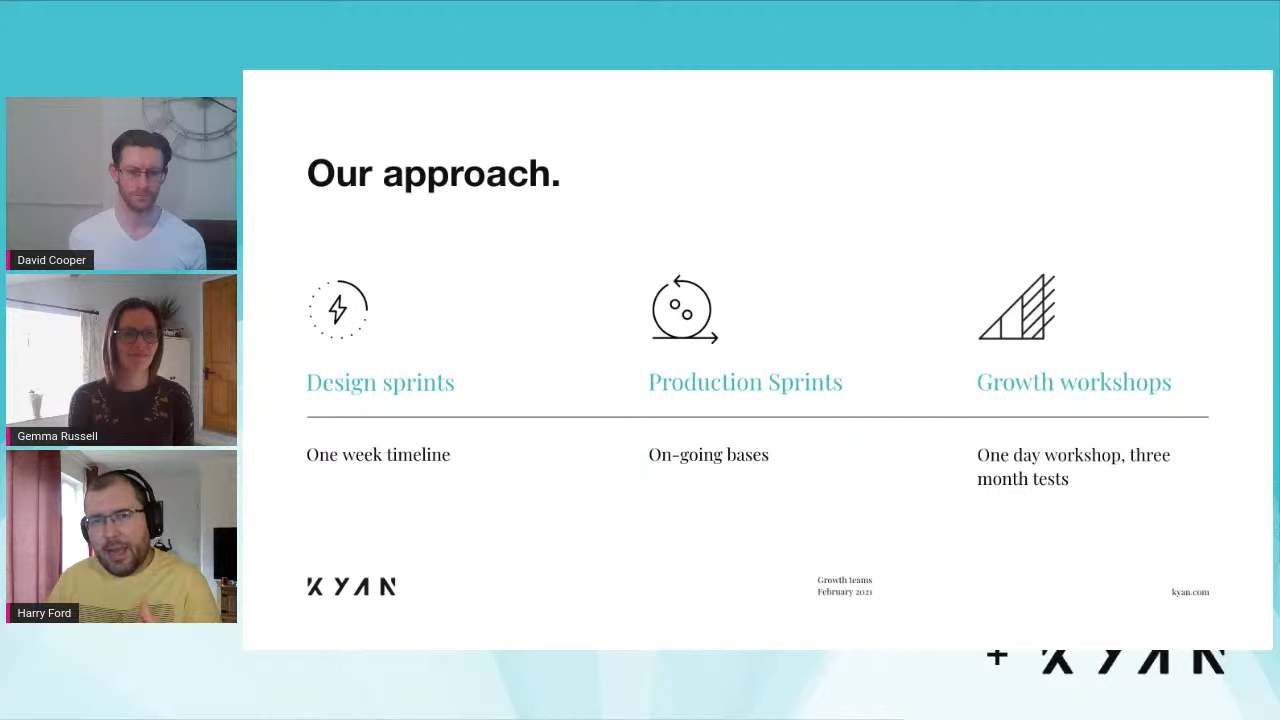 David Cooper
Gemma Russell
Harry Ford
Our approach.
Design sprints
Production Sprints
Growth workshops
One week timeline
On-going bases
One day workshop, three
month tests
KYAN
Growth teams
February 2021
kyan.com
+ KYAN